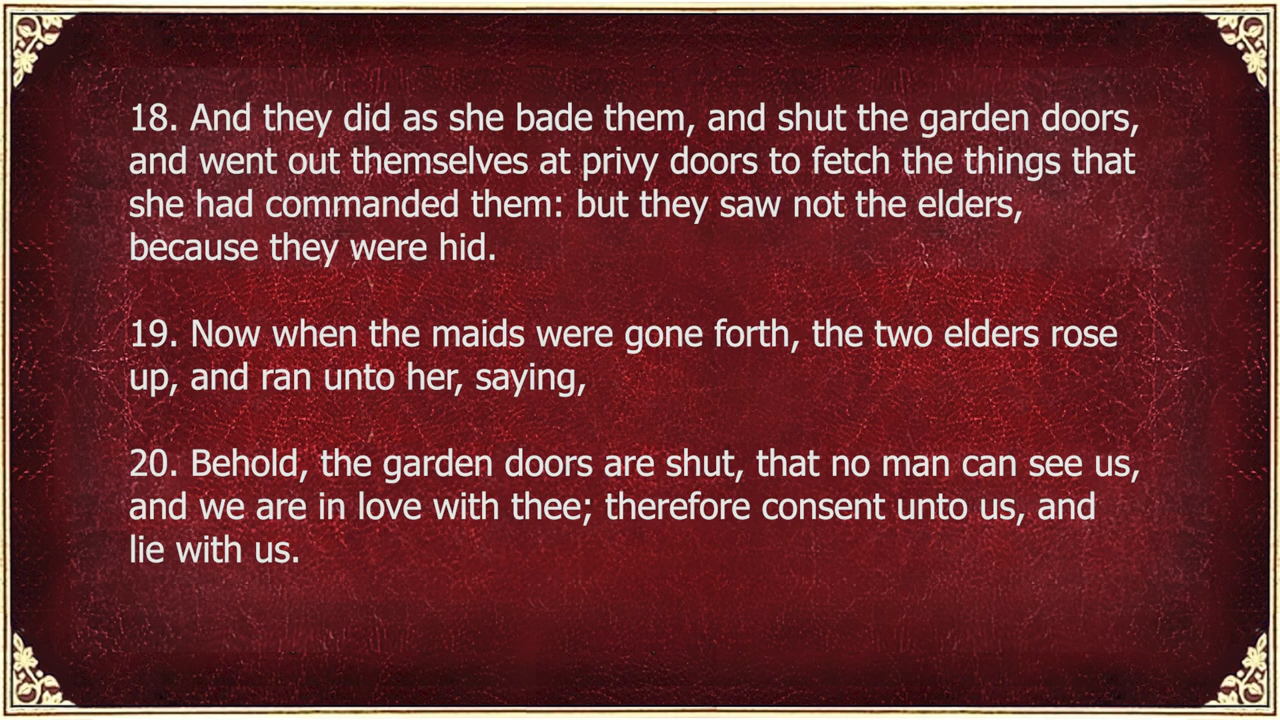 18. And they did as she bade them, and shut the garden doors,
and went out themselves at privy doors to fetch the things that
she had commanded them: but they saw not the elders,
because they were hid.
19. Now when the maids were gone forth, the two elders rose
up, and ran unto her, saying,
20. Behold, the garden doors are shut, that no man can see us,
and we are in love with thee; therefore consent unto us, and
lie with us.